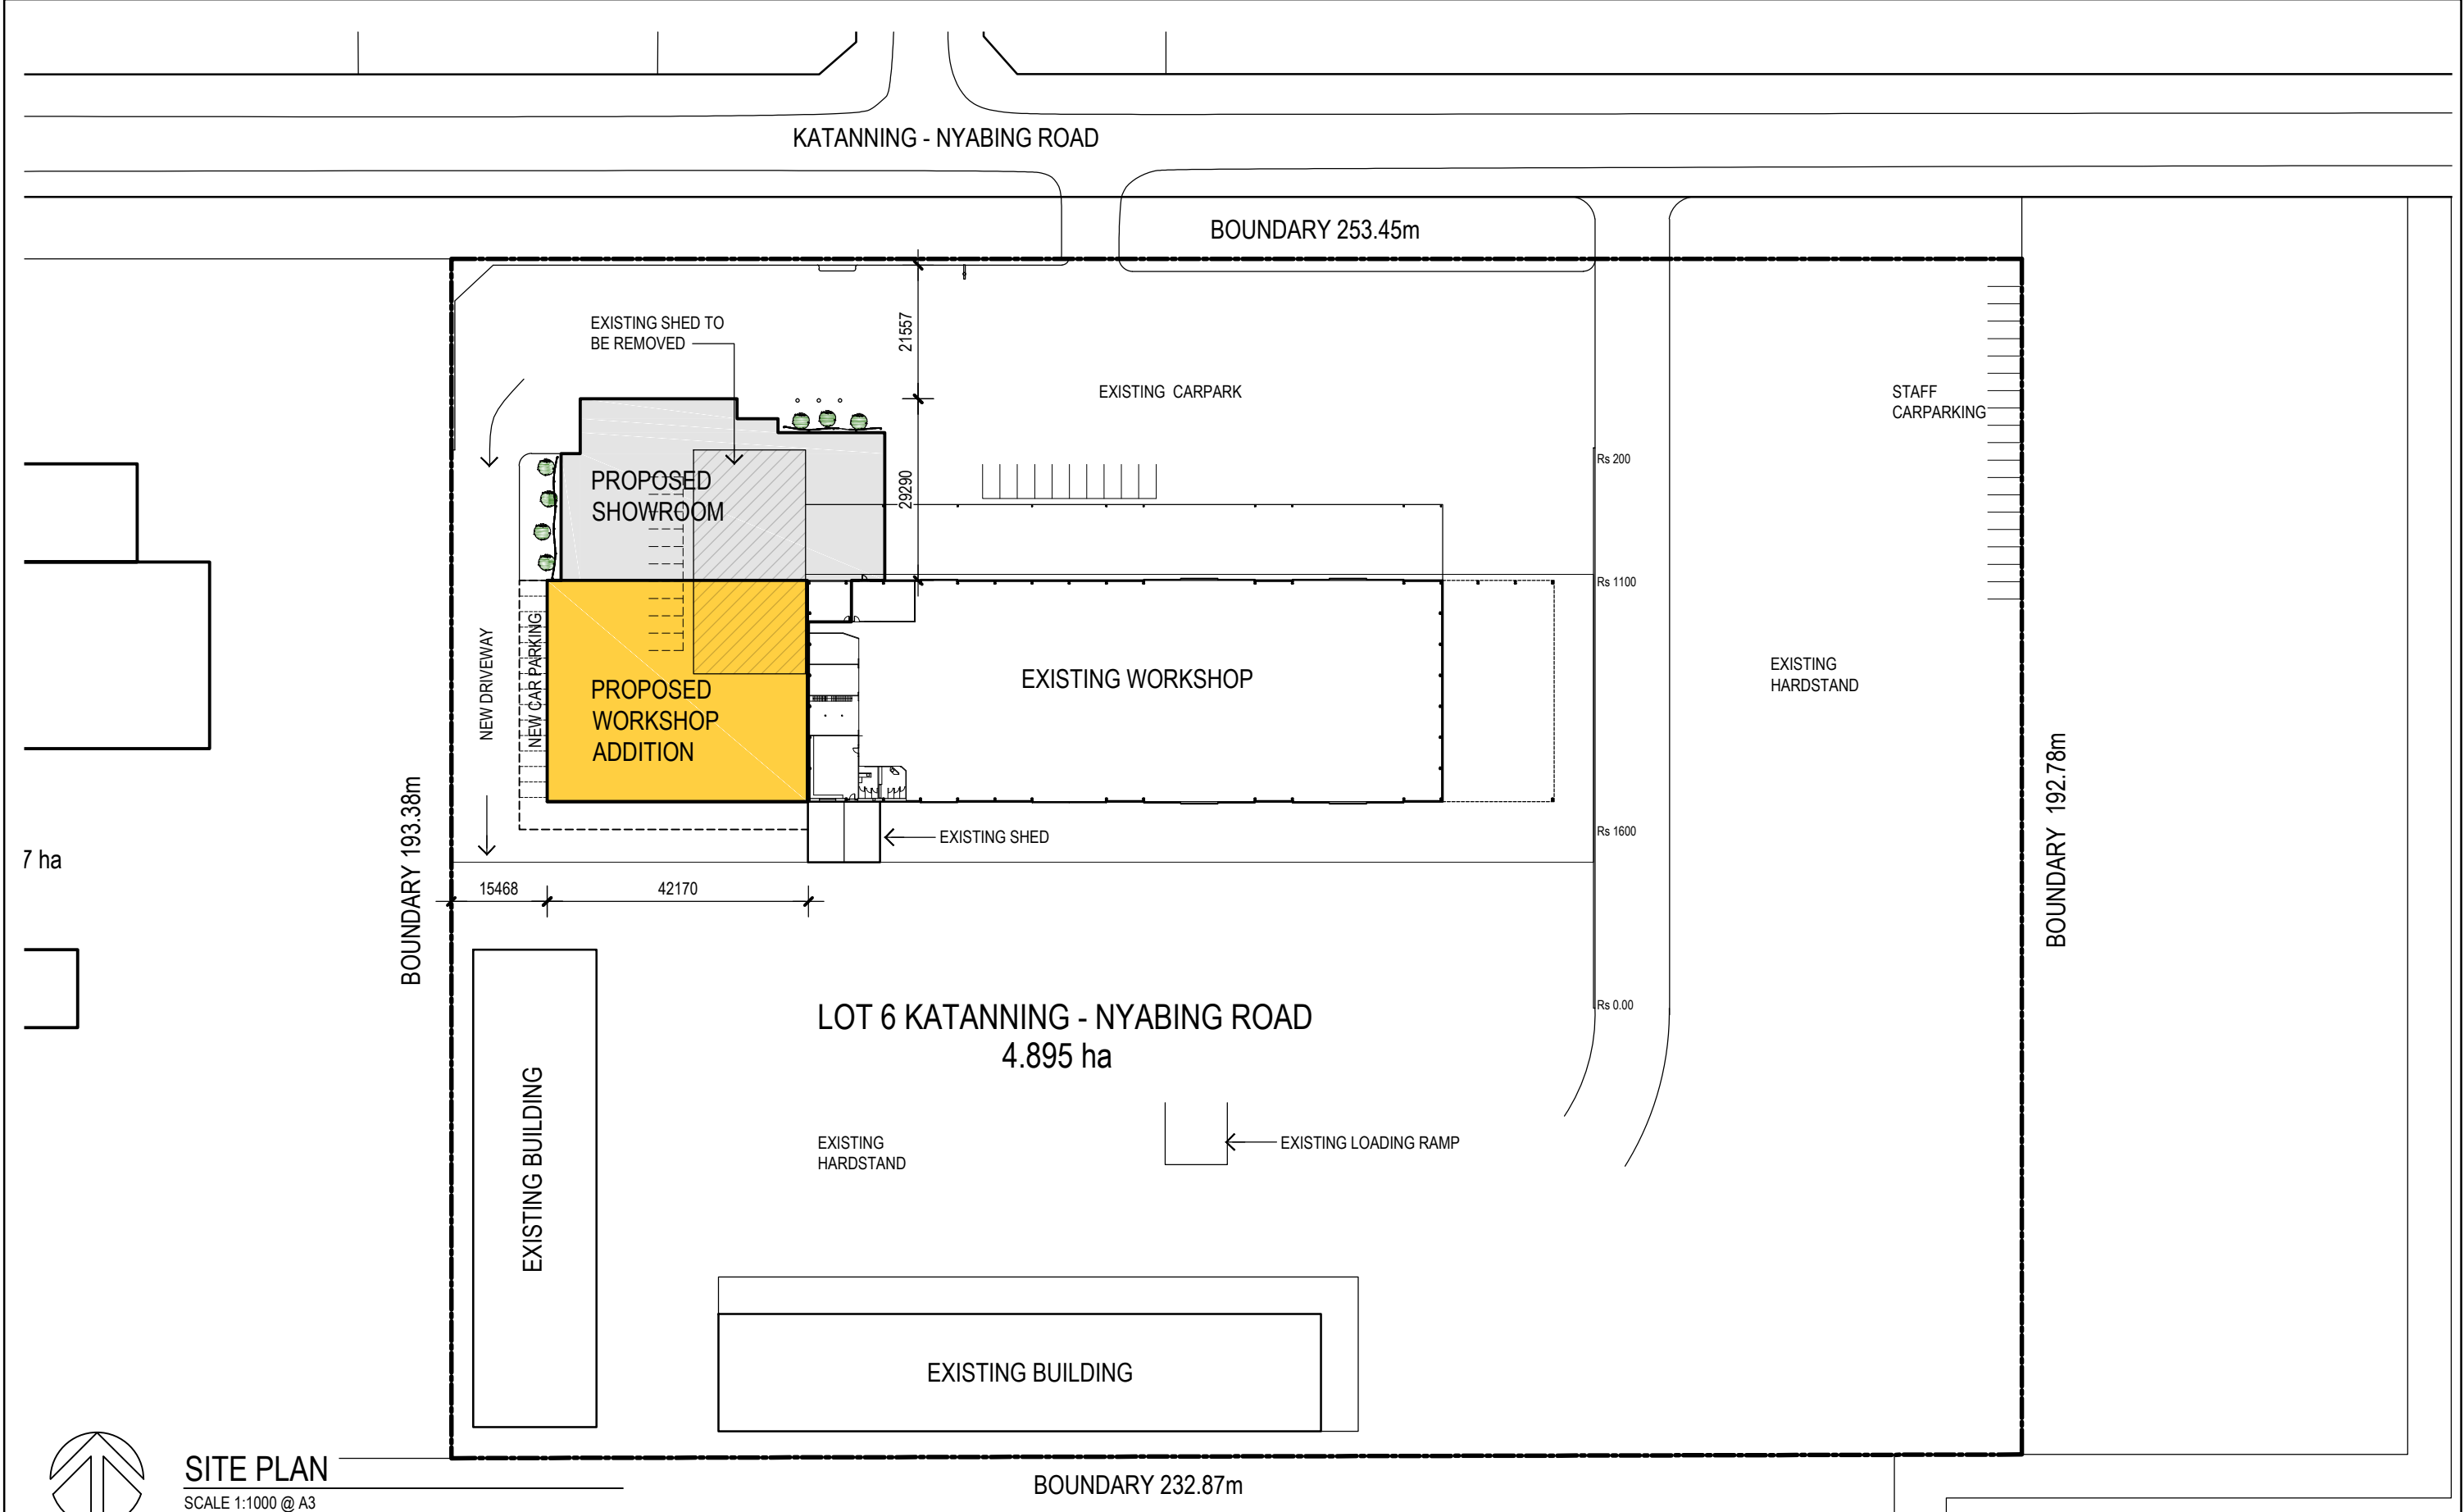 KATANNING - NYABING ROAD
BOUNDARY 253.45m
EXISTING SHED TO
BE REMOVED
21557
EXISTING CARPARK
STAFF
CARPARKING
Rs 200
PROPOSED
SHOWROOM
29290
Rs 1100
NEW DRIVEWAY
NEW CAR PARKING
PROPOSED
WORKSHOP
ADDITION
EXISTING WORKSHOP
EXISTING
HARDSTAND
BOUNDARY 193.38m
BOUNDARY 192.78m
Rs 1600
EXISTING SHED
7 ha
15468
42170
Rs 0.00
LOT 6 KATANNING - NYABING ROAD
4.895 ha
EXISTING BUILDING
EXISTING
HARDSTAND
EXISTING LOADING RAMP
EXISTING BUILDING
SITE PLAN
SCALE 1:1000 @ A3
BOUNDARY 232.87m